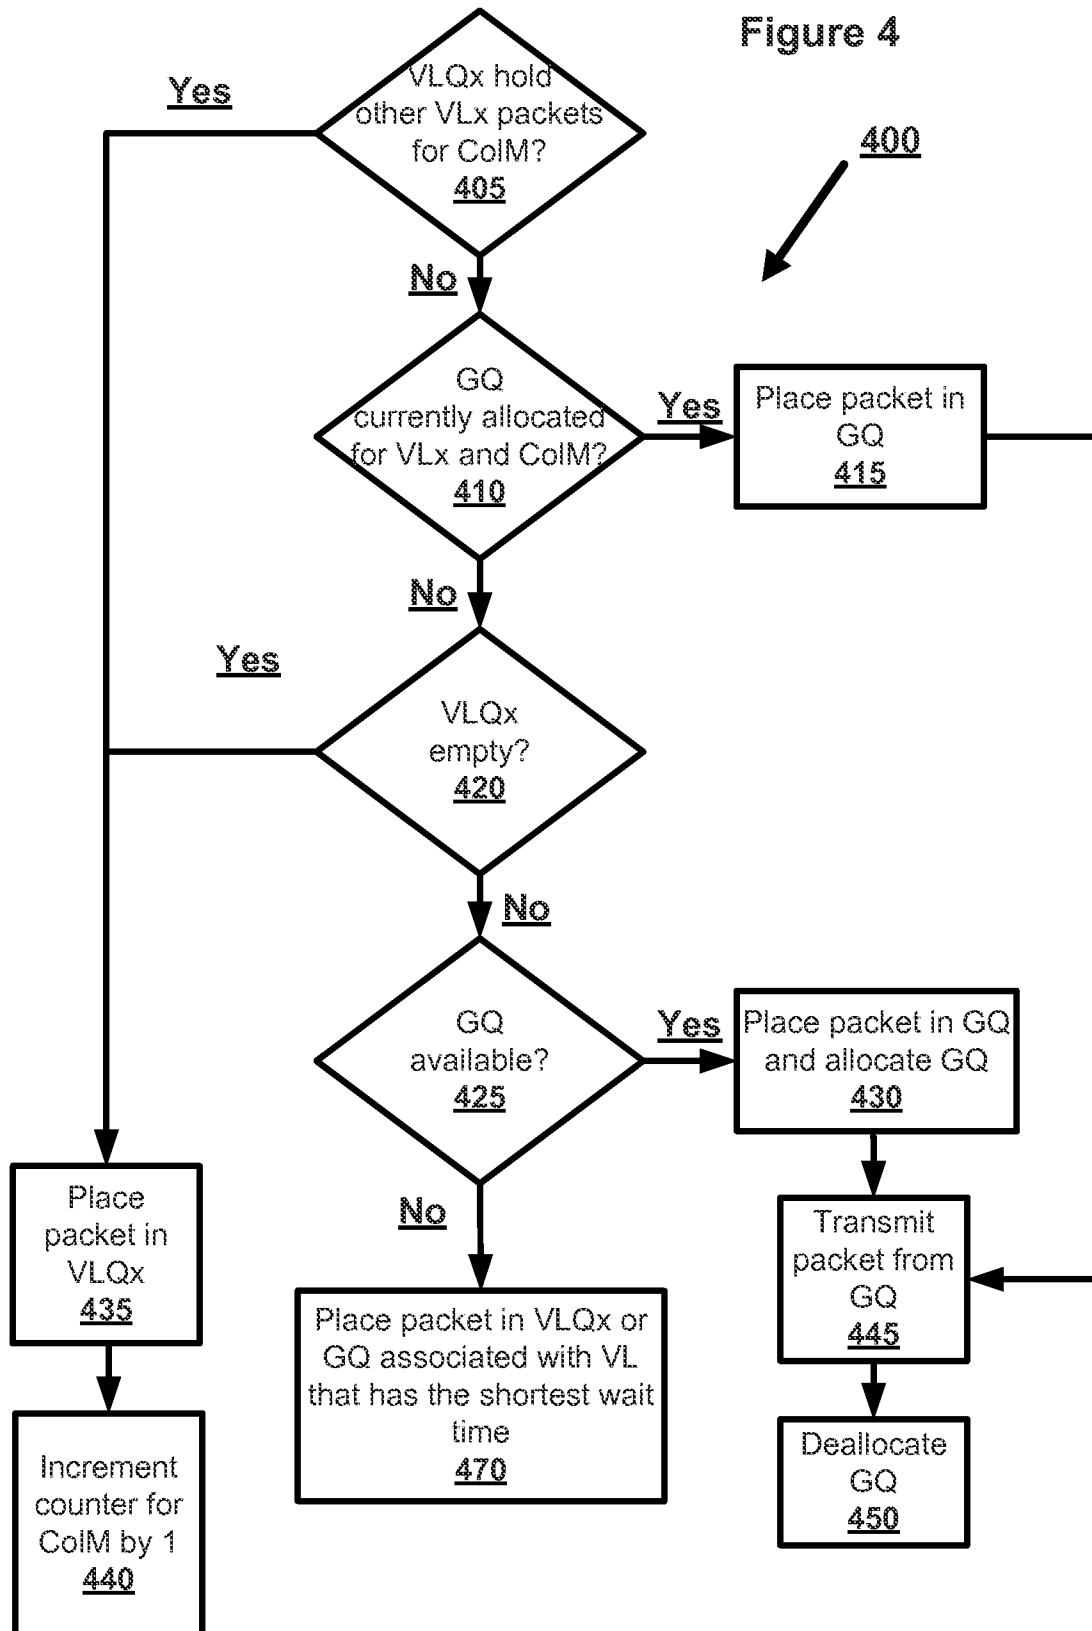 Figure 4
400
VLQx hold
other VLx packets
for ColM?
405
Yes
No
GQ
currently allocated
for VLx and ColM?
410
Yes
Place packet in
GQ
415
No
VLQx
empty?
420
Yes
No
GQ
available?
425
Yes
Place packet in GQ
and allocate GQ
430
No
Place
packet in
VLQx
435
Transmit
packet from
GQ
445
Place packet in VLQx or
GQ associated with VL
that has the shortest wait
time
470
Increment
counter for
ColM by 1
440
Deallocate
GQ
450